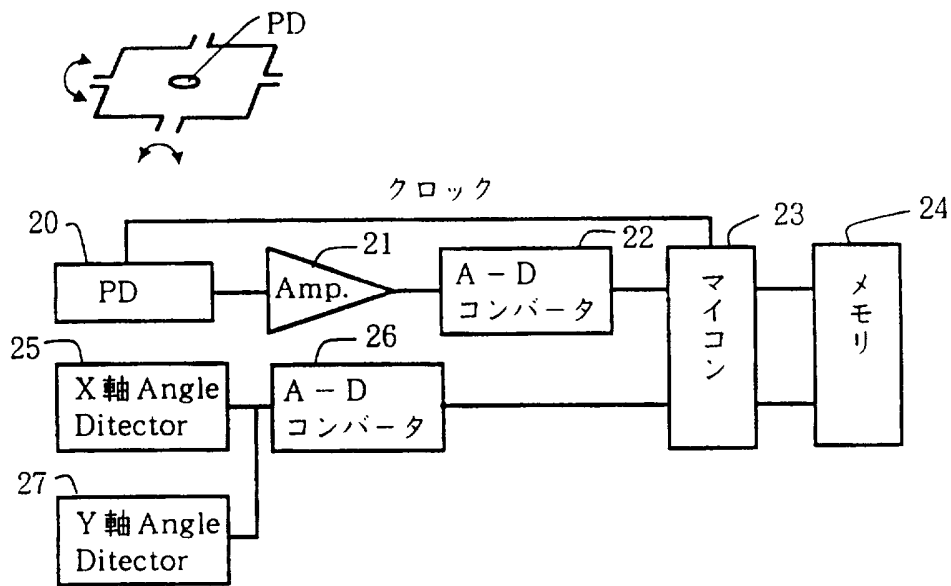 PD
クロック
20
21
22
23
24
PD
Amp.
A－D
コンバータ
マイコン
メモリ
25
26
X軸Angle
Ditector
A－D
コンバータ
27
Y軸Angle
Ditector